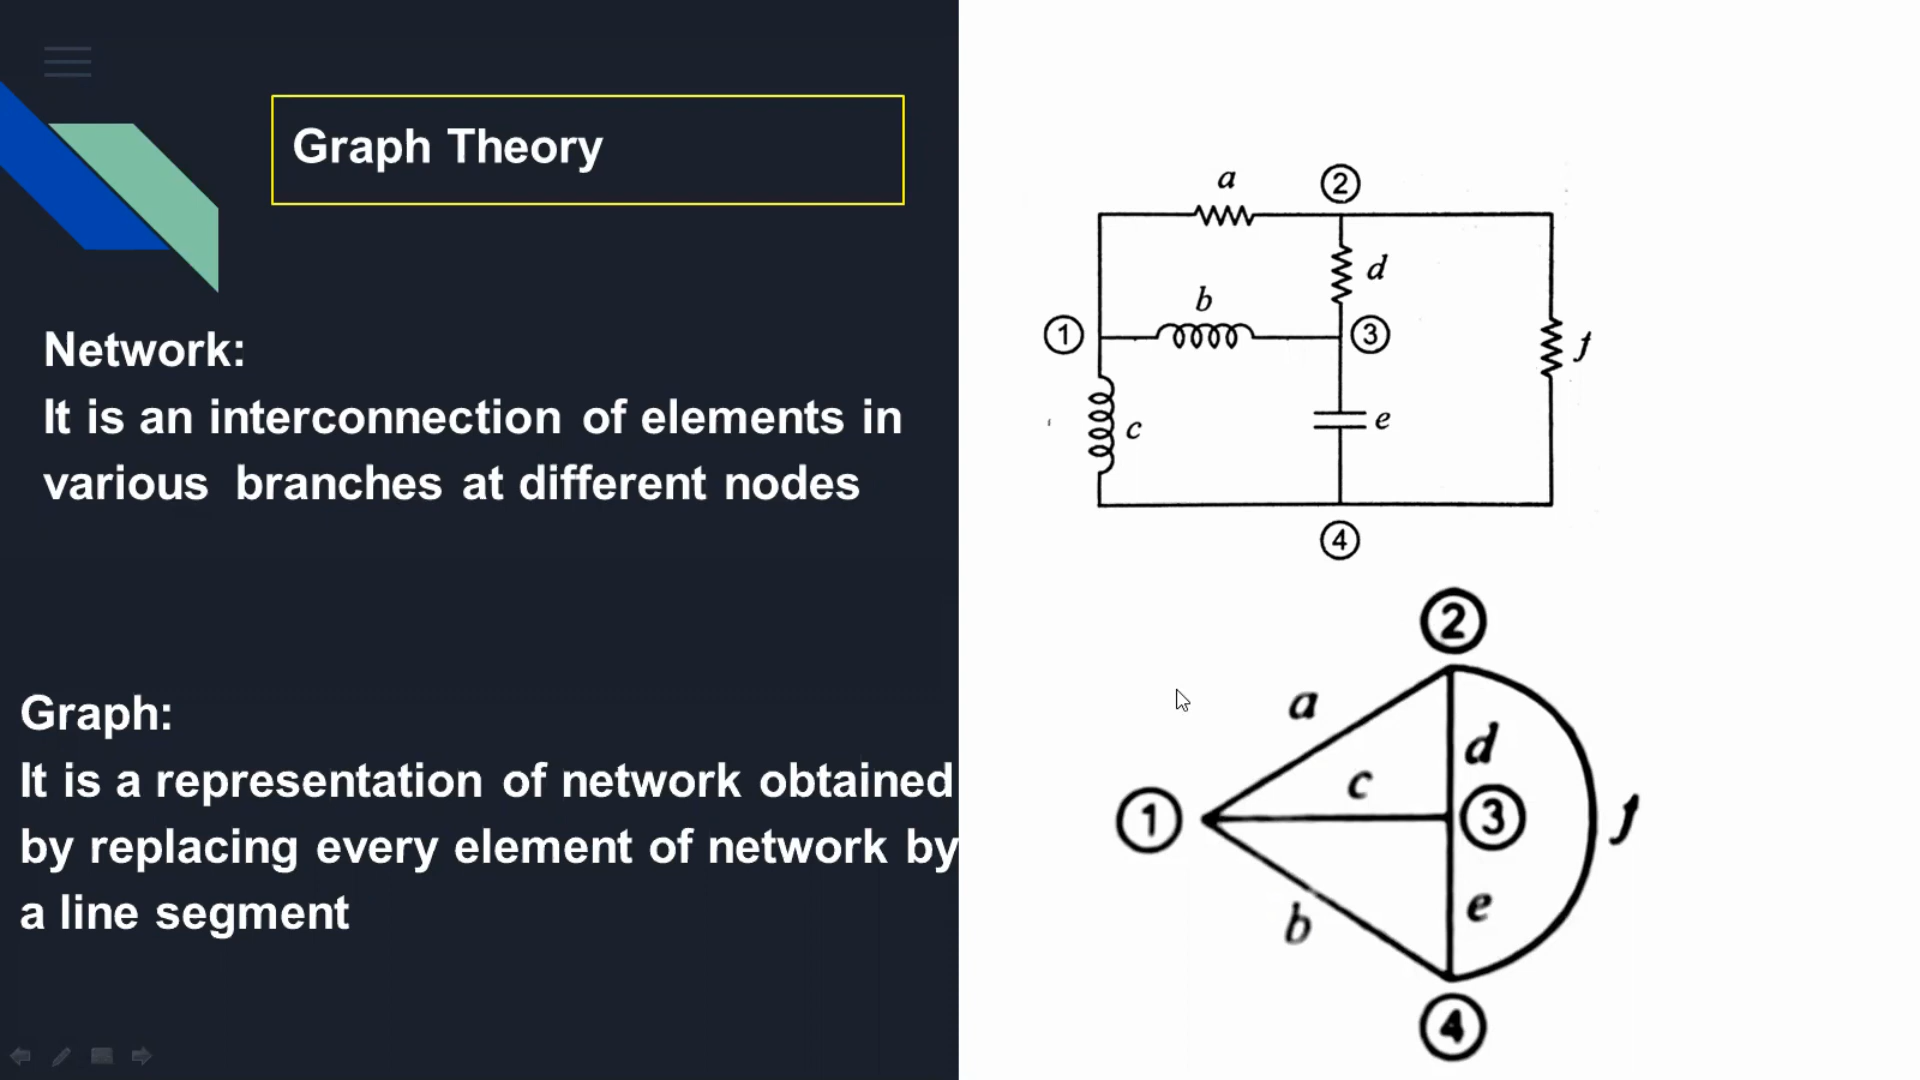 Graph Theory
Network:
It is an interconnection of elements in
various branches at different nodes
Graph:
It is a representation of network obtained
by replacing every element of network by
a line segment
a
2
d
b
1
3
f
c
e
4
2
a
d
c
1
3
f
b
e
4